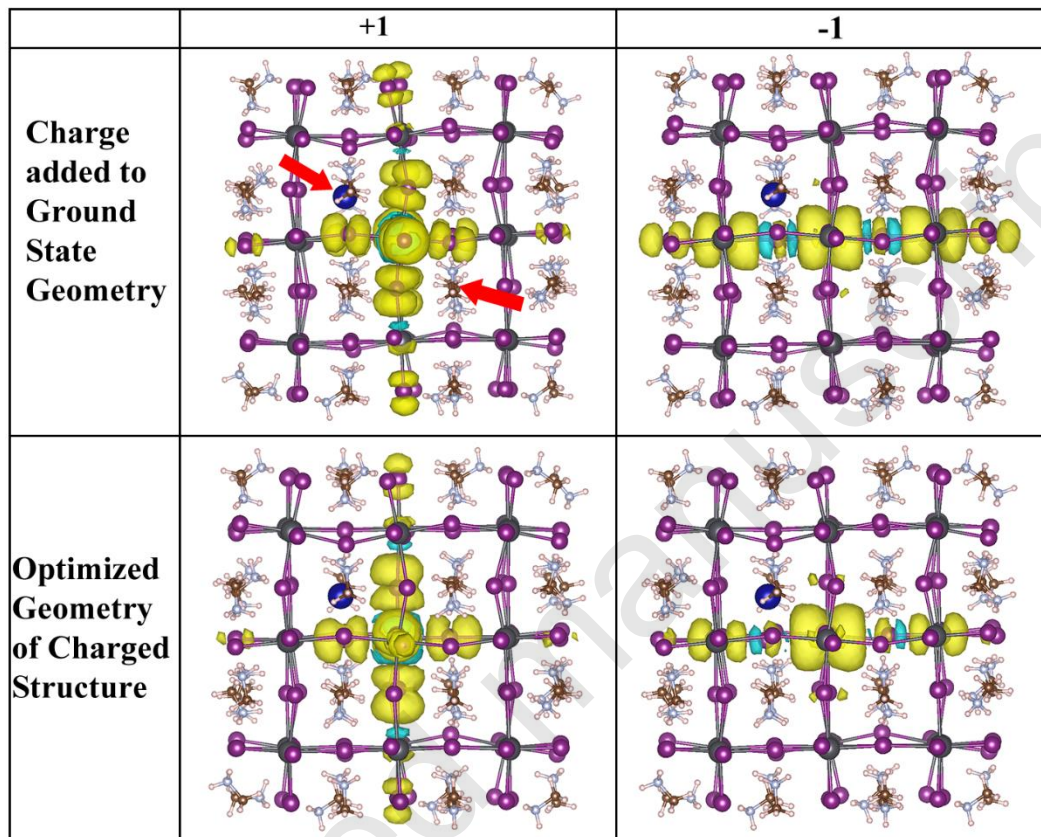 +1
-1
Charge
added to
Ground
State
Geometry
Optimized
Geometry
of Charged
Structure